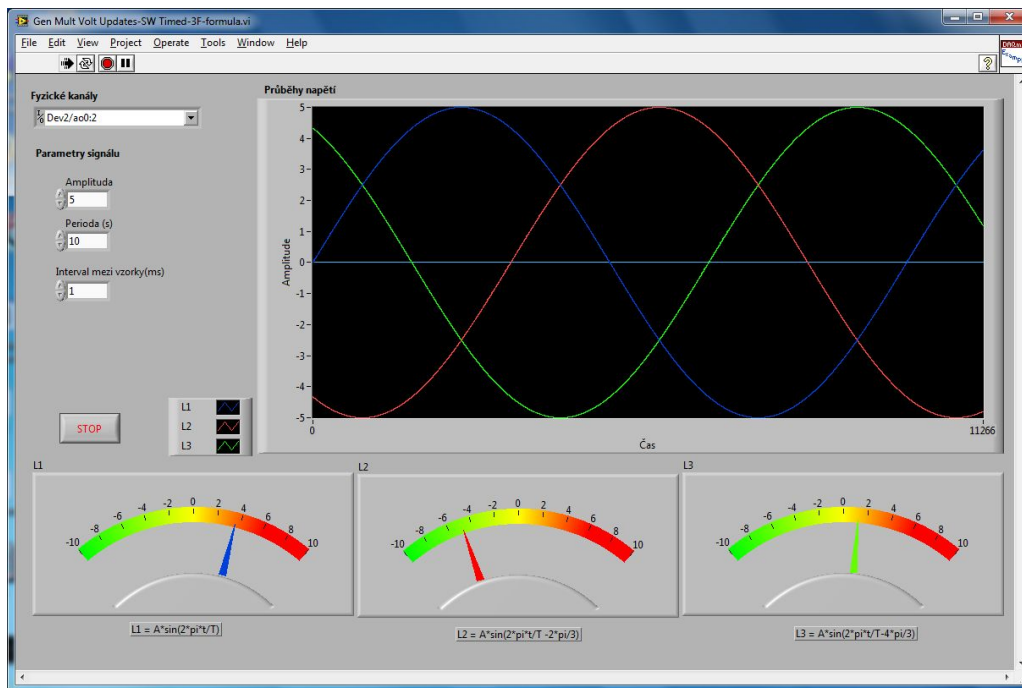 Gen Mult Volt Updates-SW Timed-3F-formula.vi
File Edit View Project Operate Tools Window Help
Fyzické kanály
Dev2/ao0:2
Parametry signálu
Amplituda
5
Perioda (s)
10
Interval mezi vzorky(ms)
1
STOP
L1
L2
L3
Průběhy napětí
Amplitude
5
4
3
2
1
0
-1
-2
-3
-4
-5
0
11266
Čas
L1
-10 -8 -6 -4 -2 0 2 4 6 8 10
L1 = A*sin(2*pi*t/T)
L2
-10 -8 -6 -4 -2 0 2 4 6 8 10
L2 = A*sin(2*pi*t/T -2*pi/3)
L3
-10 -8 -6 -4 -2 0 2 4 6 8 10
L3 = A*sin(2*pi*t/T-4*pi/3)